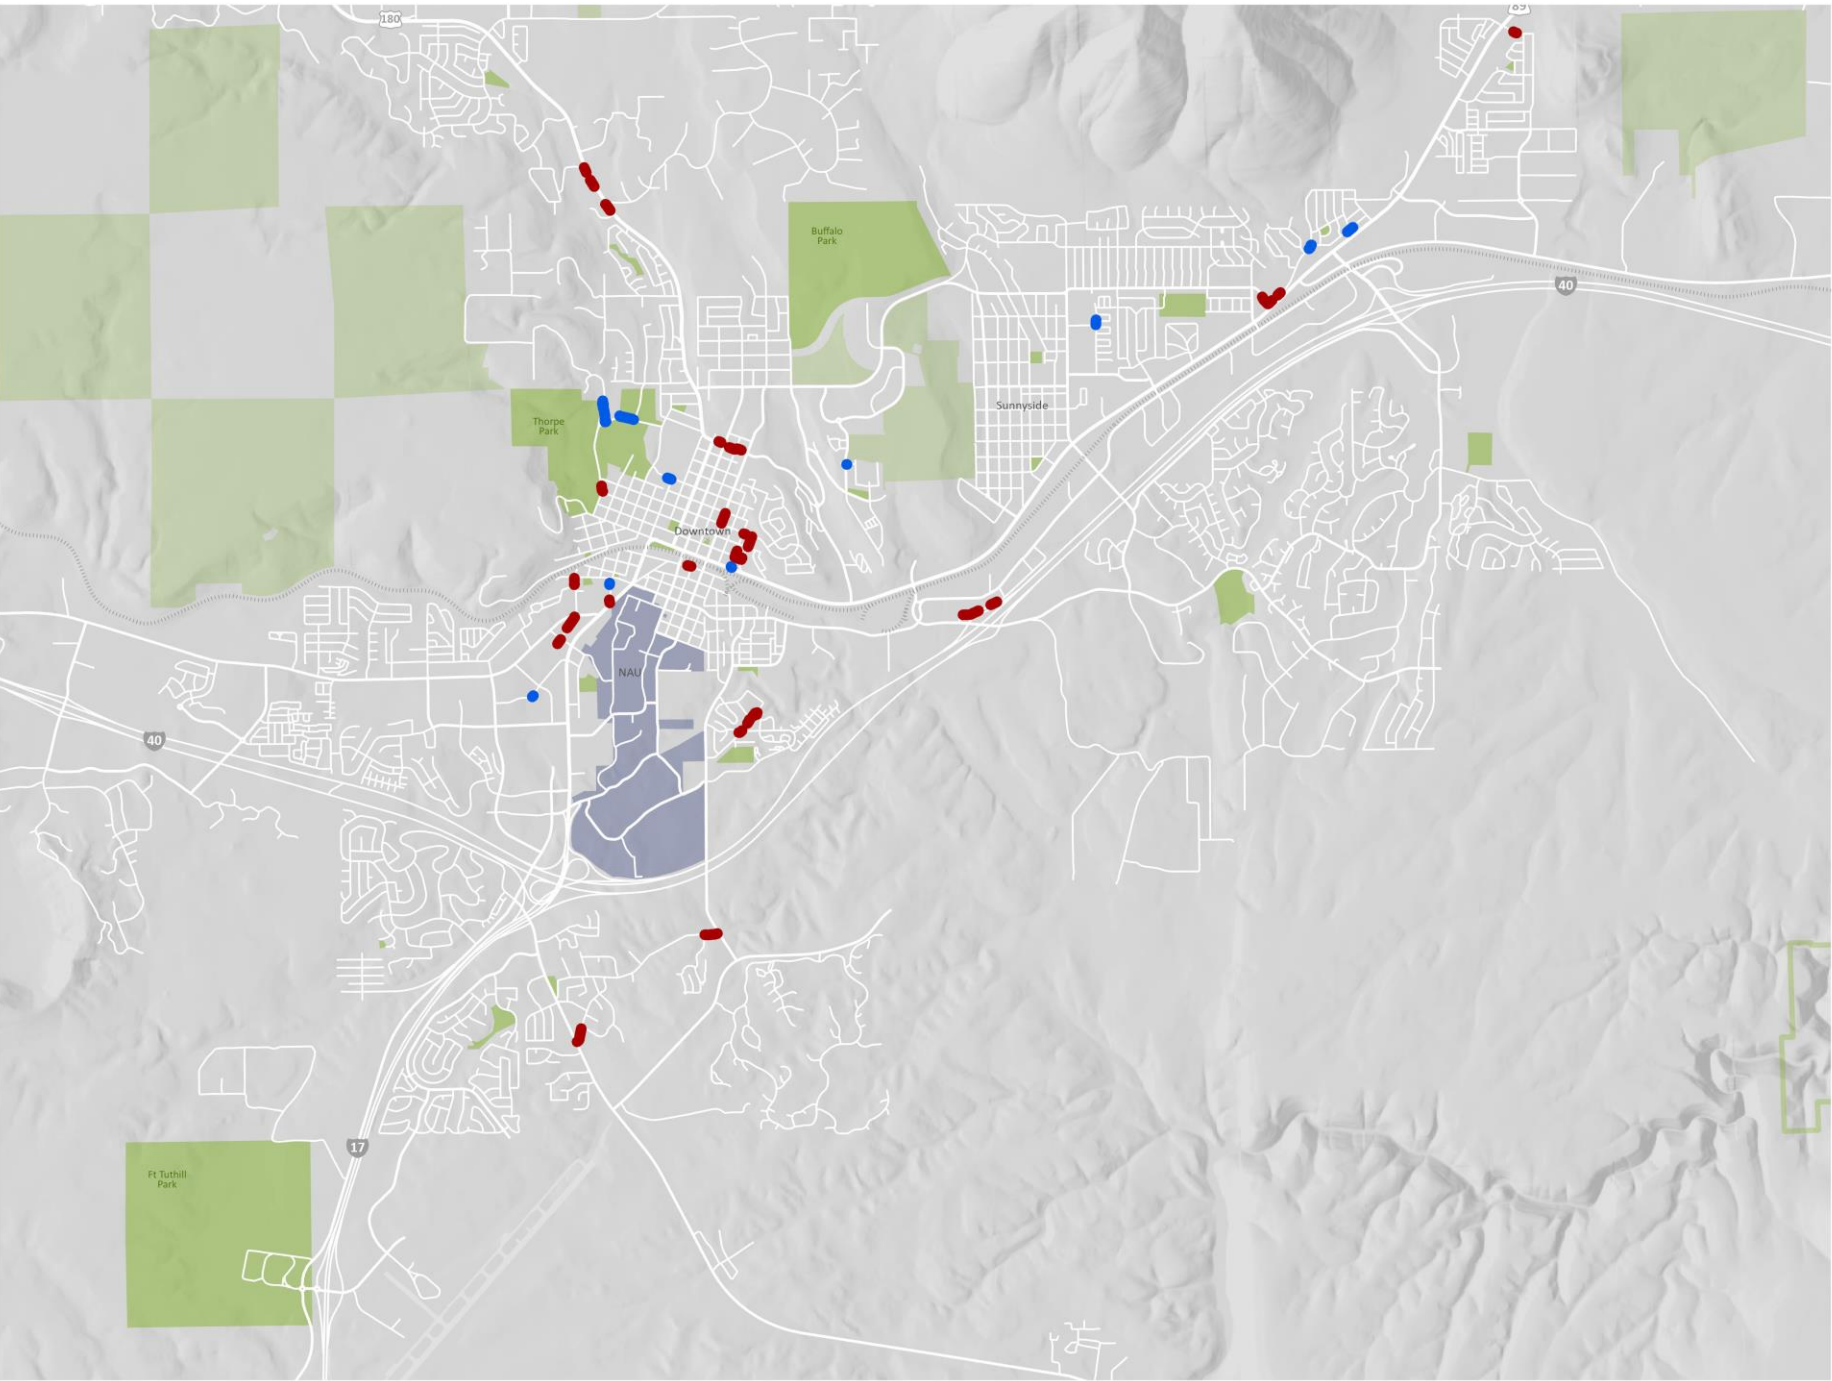 180
89
Buffalo
Park
40
Sunnyside
Thorpe
Park
Downtown
NAU
40
17
Ft Tuthill
Park